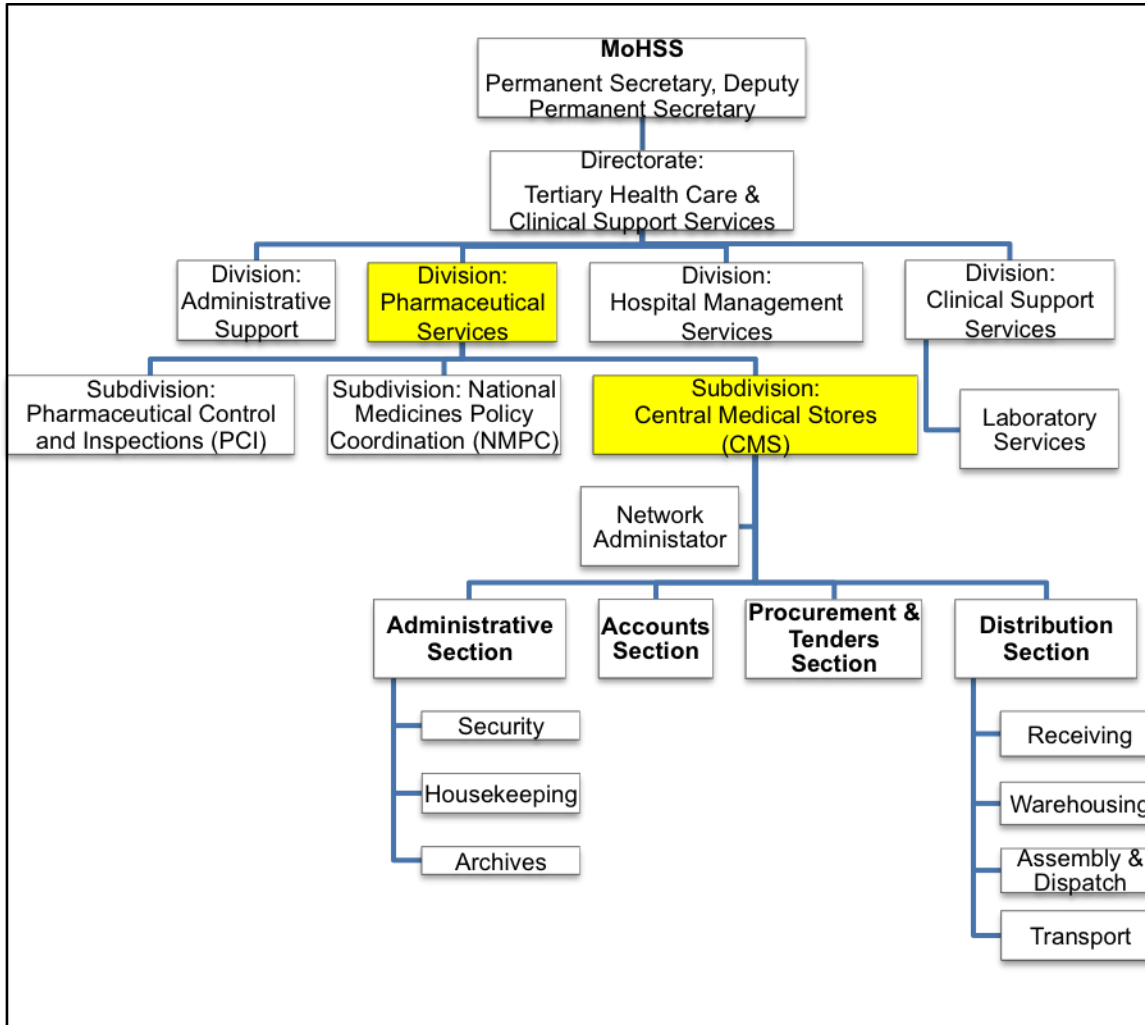 MoHSS
Permanent Secretary, Deputy
Permanent Secretary
Directorate:
Tertiary Health Care &
Clinical Support Services
Division:
Administrative
Support
Division:
Pharmaceutical
Services
Division:
Hospital Management
Services
Division:
Clinical Support
Services
Subdivision:
Pharmaceutical Control
and Inspections (PCI)
Subdivision: National
Medicines Policy
Coordination (NMPC)
Subdivision:
Central Medical Stores
(CMS)
Laboratory
Services
Network
Administator
Administrative
Section
Accounts
Section
Procurement &
Tenders
Section
Distribution
Section
Security
Housekeeping
Archives
Receiving
Warehousing
Assembly &
Dispatch
Transport